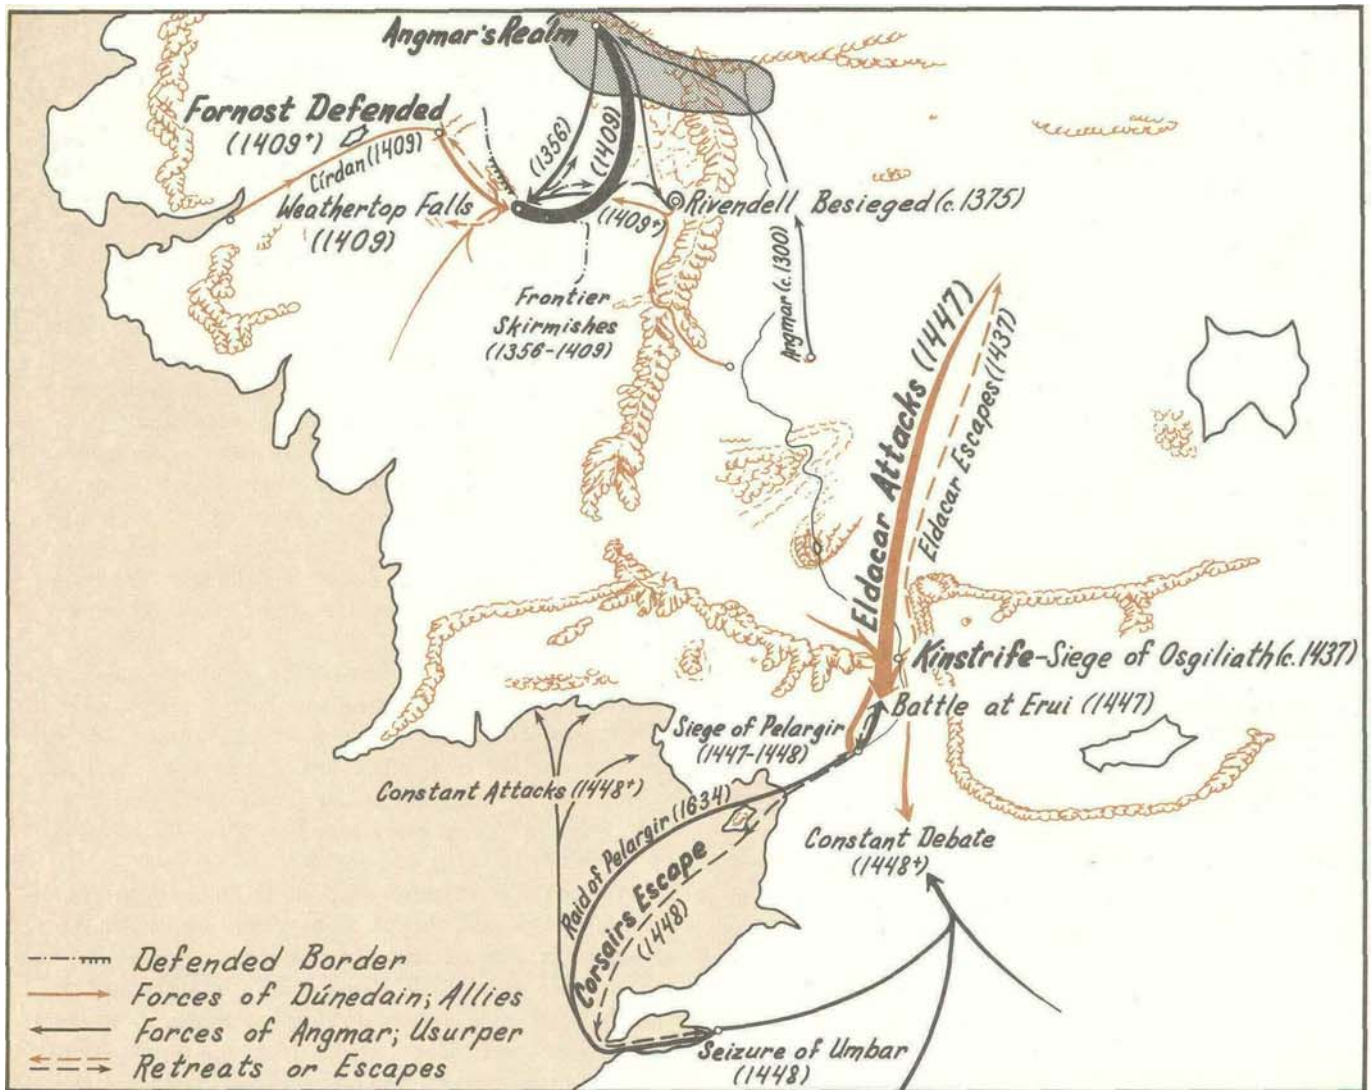 Angmar's Realm
Fornost Defended
(1409+)
Círdan (1409)
(1356)
(1409)
Weathertop Falls
(1409)
(1409+)
Rivendell Besieged (c. 1375)
Frontier
Skirmishes
(1356-1409)
Angmar (c. 1300)
Eldacar Attacks (1447)
Eldacar Escapes (1437)
Kinstrife-Siege of Osgiliath (c. 1437)
Battle at Erui (1447)
Siege of Pelargir
(1447-1448)
Constant Attacks (1448+)
Raid of Pelargir (1634)
Corsairs Escape
(1448)
Constant Debate
(1448+)
Seizure of Umbar
(1448)
Defended Border
Forces of Dúnedain; Allies
Forces of Angmar; Usurper
Retreats or Escapes